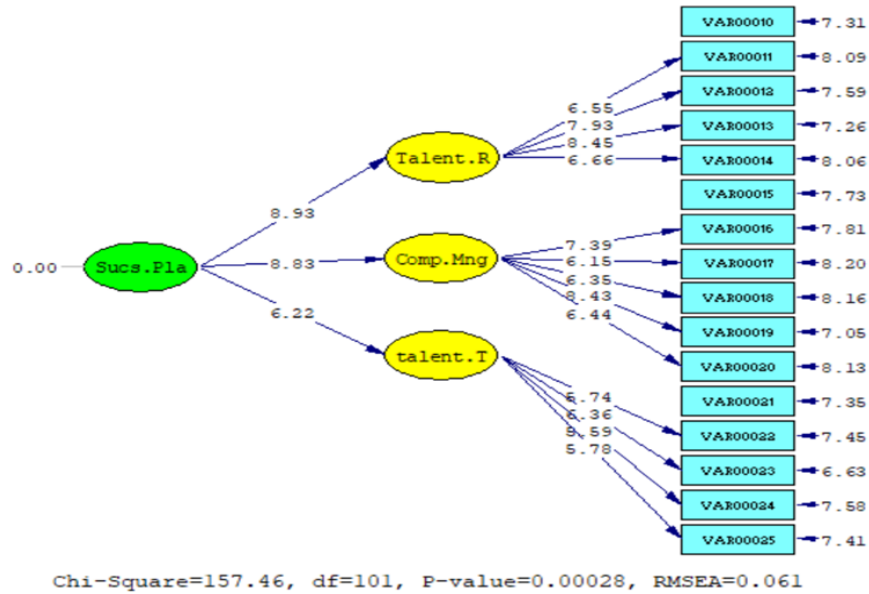 VAR00010 7.31
VAR00011 8.09
VAR00012 7.59
6.55
7.93
VAR00013 7.26
8.45
Talent.R
6.66
VAR00014 8.06
VAR00015 7.73
8.93
VAR00016 7.81
7.39
0.00
Sucs.Pla
8.83
Comp.Mng
6.15
VAR00017 8.20
6.35
VAR00018 8.16
8.43
6.22
6.44
VAR00019 7.05
talent.T
VAR00020 8.13
VAR00021 7.35
6.36
VAR00022 7.45
5.78
VAR00023 6.63
VAR00024 7.58
VAR00025 7.41
Chi-Square=157.46, df=101, P-value=0.00028, RMSEA=0.061